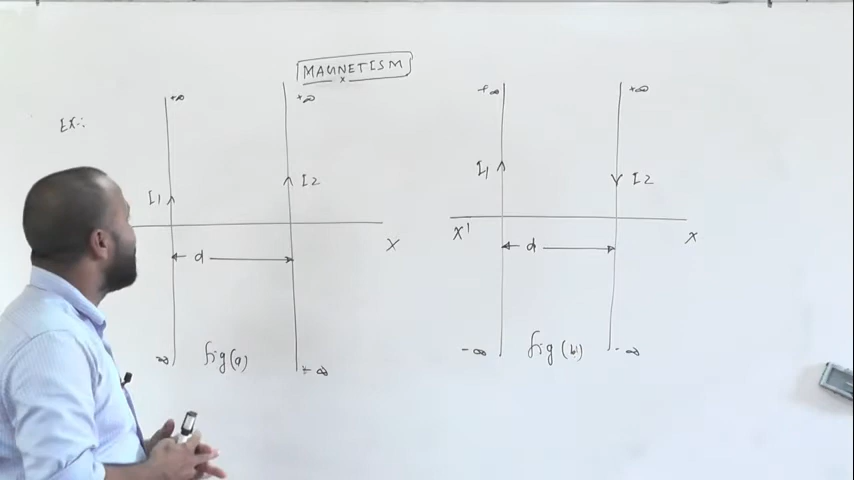 MAGNETISM
x
EX:-
+∞ +∞
I1 I2
X
d
∞ + ∞
fig(a)
+∞ +∞
I1 I2
X' X
d
-∞ -∞
fig(b)